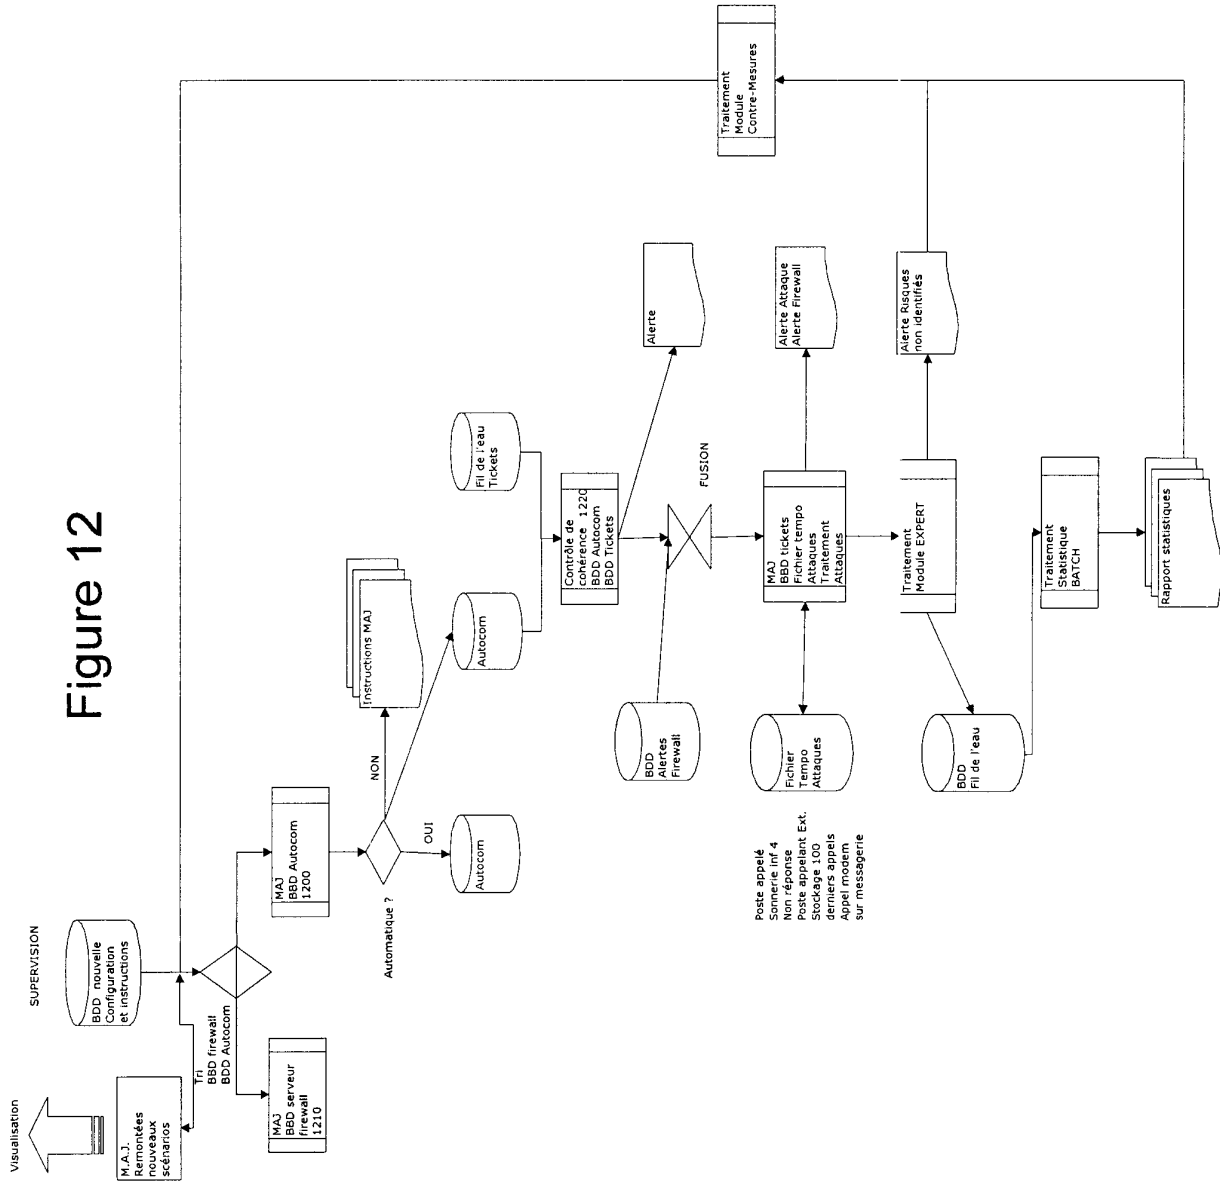 Figure 12
Visualisation
M.A.J.
Remontées
nouveaux
scénarios
SUPERVISION
BDD nouvelle
Configuration
et instructions
Tri
BBD firewall
BDD Autocom
MAJ
BBD serveur
firewall
1210
MAJ
BBD Autocom
1200
Automatique ?
NON
OUI
Instructions MAJ
Autocom
Autocom
Fil de l'eau
Tickets
Contrôle de
cohérence 1220
BDD Autocom
BDD Tickets
Alerte
BDD
Alertes
Firewall
FUSION
MAJ
BBD tickets
Fichier tempo
Attaques
Traitement
Attaques
Alerte Attaque
Alerte Firewall
Fichier
Tempo
Attaques
Poste appelé
Sonnerie inf 4
Non réponse
Poste appelant Ext.
Stockage 100
derniers appels
Appel modem
sur messagerie
Traitement
Module EXPERT
Alerte Risques
non identifiés
BDD
Fil de l'eau
Traitement
Statistique
BATCH
Rapport statistiques
Traitement
Module
Contre-Mesures